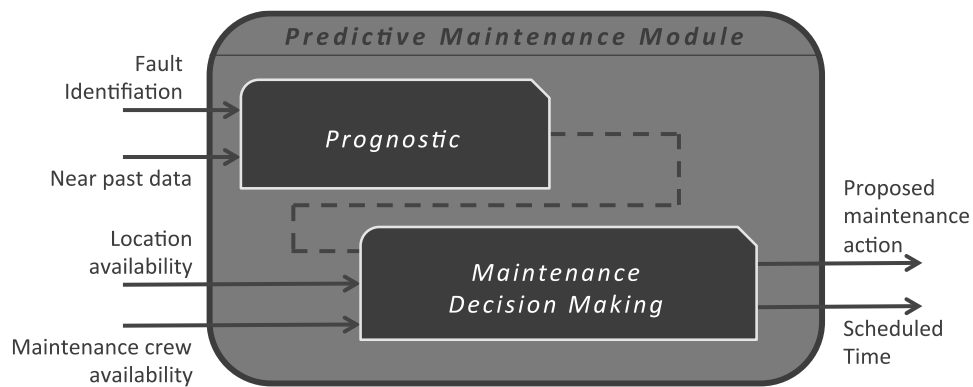 Predictive Maintenance Module
Fault
Identifiation
Prognostic
Near past data
Location
availability
Maintenance
Decision Making
Maintenance crew
availability
Proposed
maintenance
action
Scheduled
Time